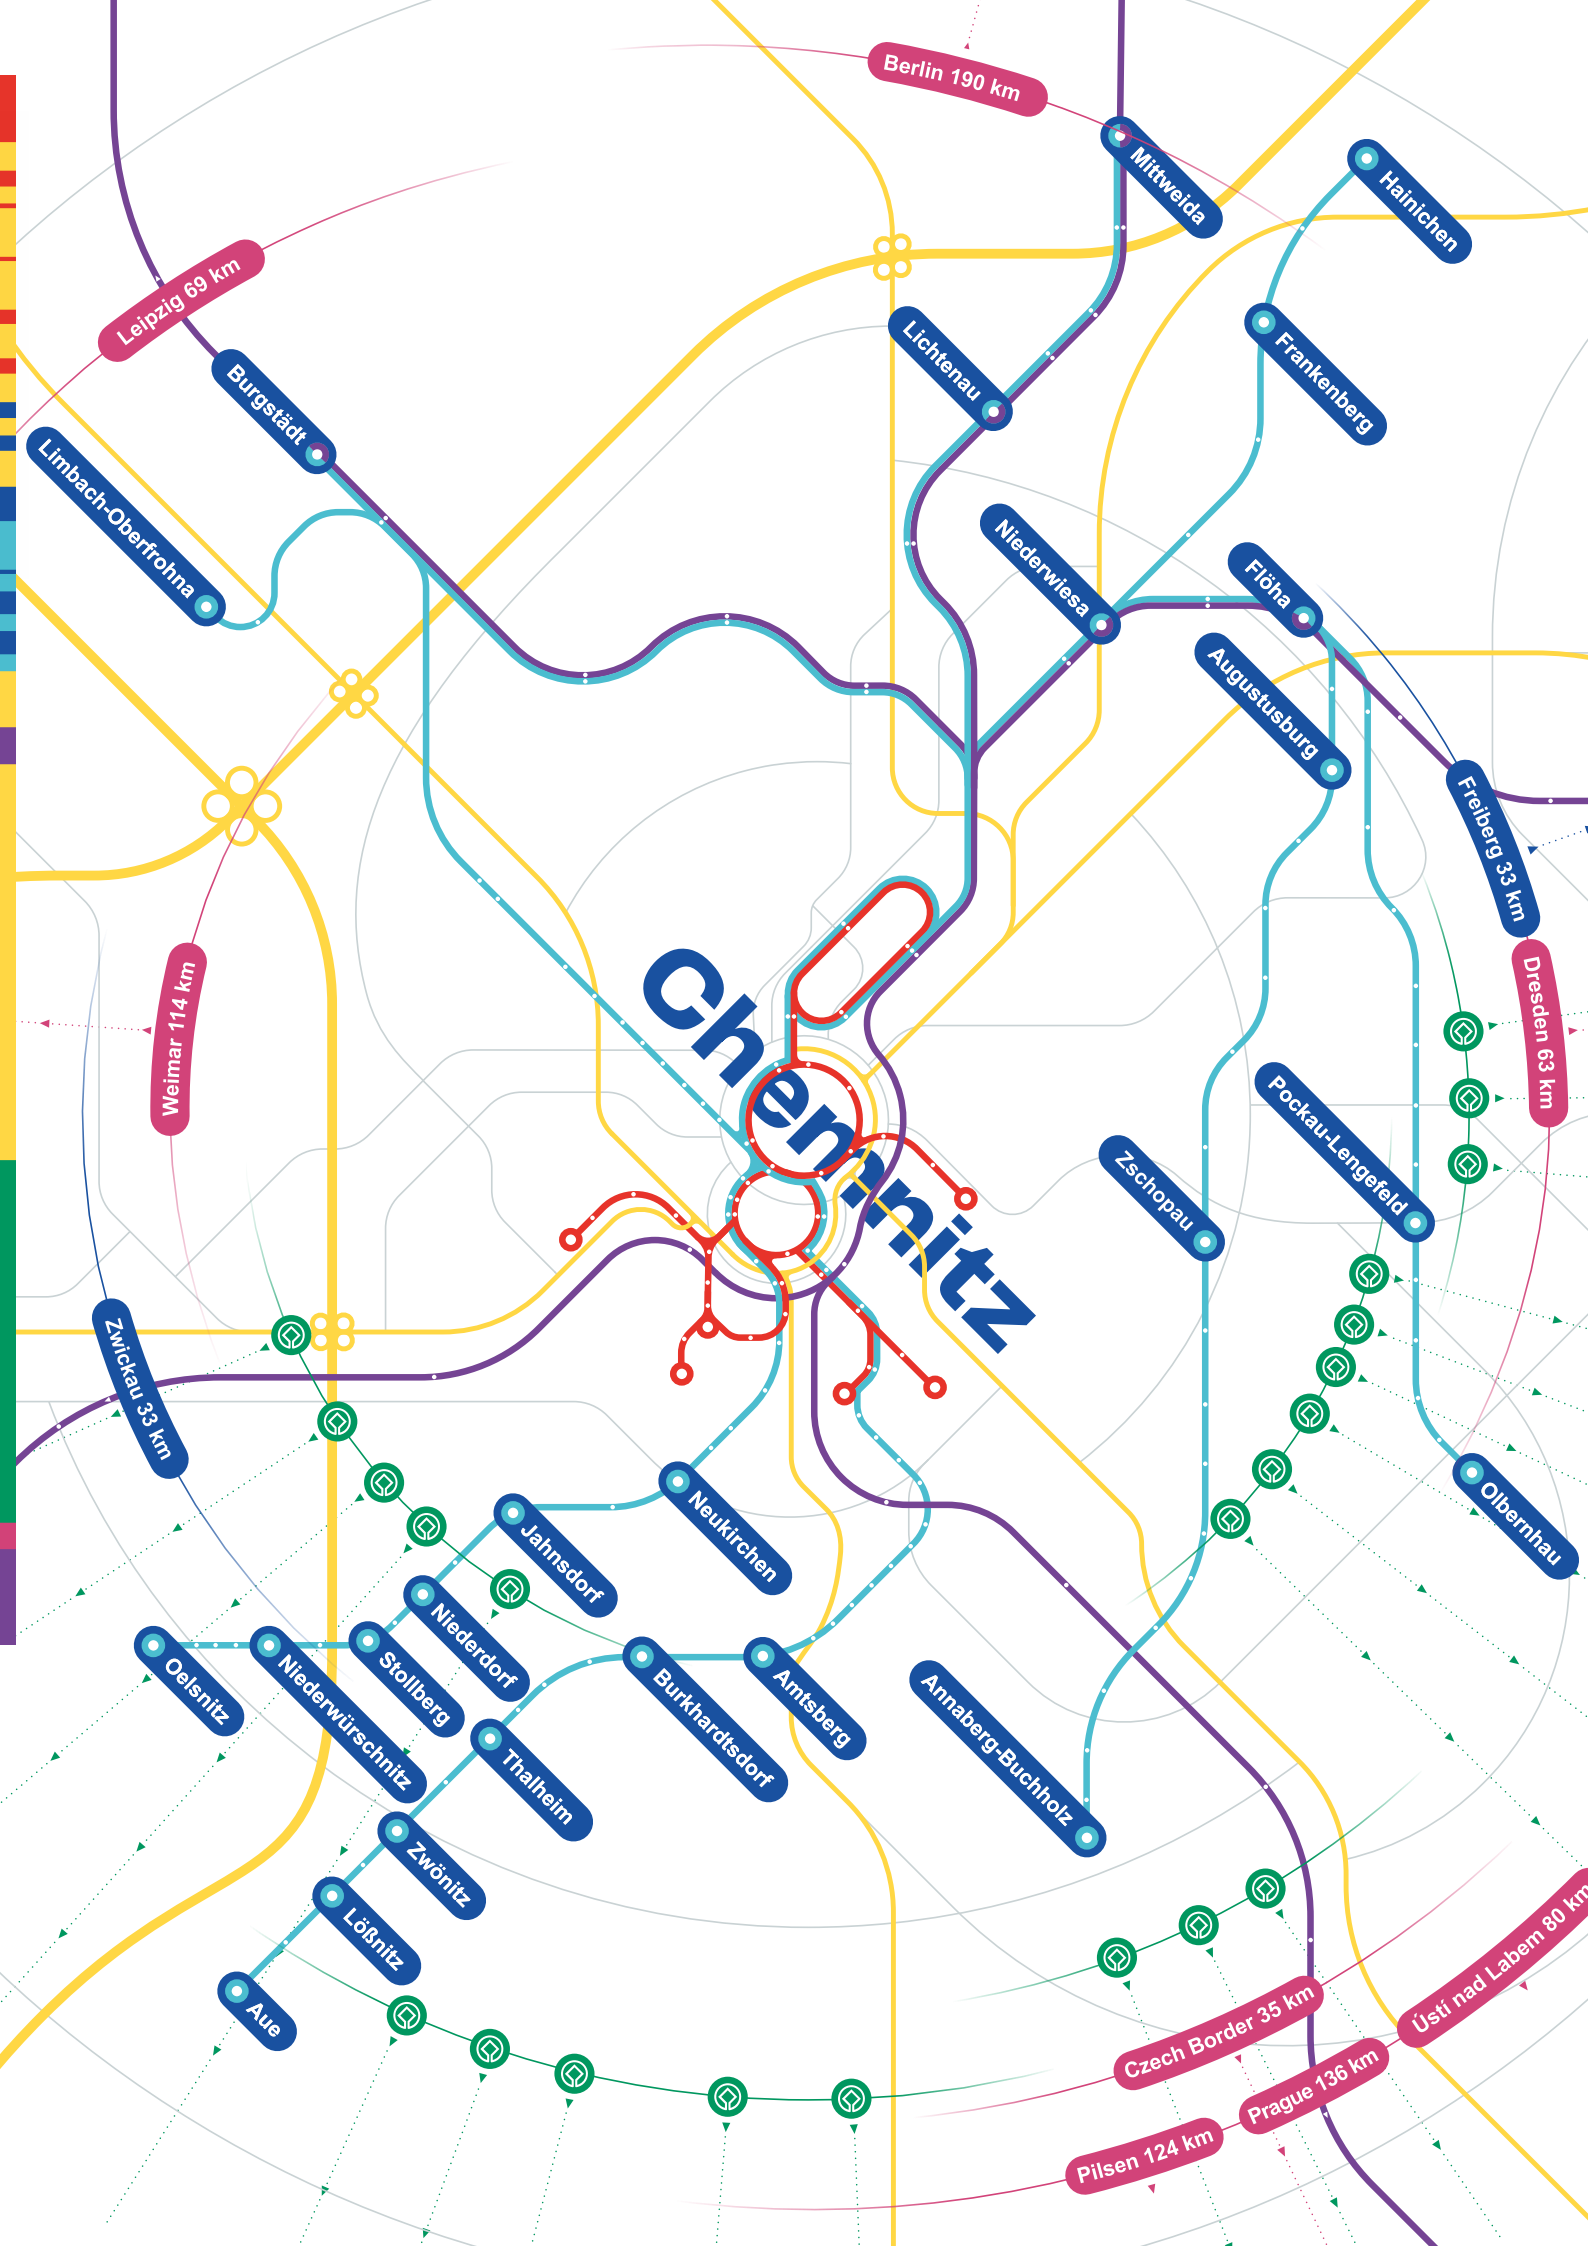 Berlin 190 km
Mittweida
Hainichen
Leipzig 69 km
Lichtenau
Frankenberg
Burgstädt
Limbach-Oberfrohna
Niederwiesa
Flöha
Augustusburg
Freiberg 33 km
Chemnitz
Weimar 114 km
Dresden 63 km
Pockau-Lengefeld
Zschopau
Zwickau 33 km
Neukirchen
Olbernhau
Jahnsdorf
Niederdorf
Stollberg
Niederwürschnitz
Oelsnitz
Burkhardtsdorf
Amtsberg
Annaberg-Buchholz
Thalheim
Zwönitz
Lößnitz
Aue
Czech Border 35 km
Ústí nad Labem 80 km
Prague 136 km
Pilsen 124 km